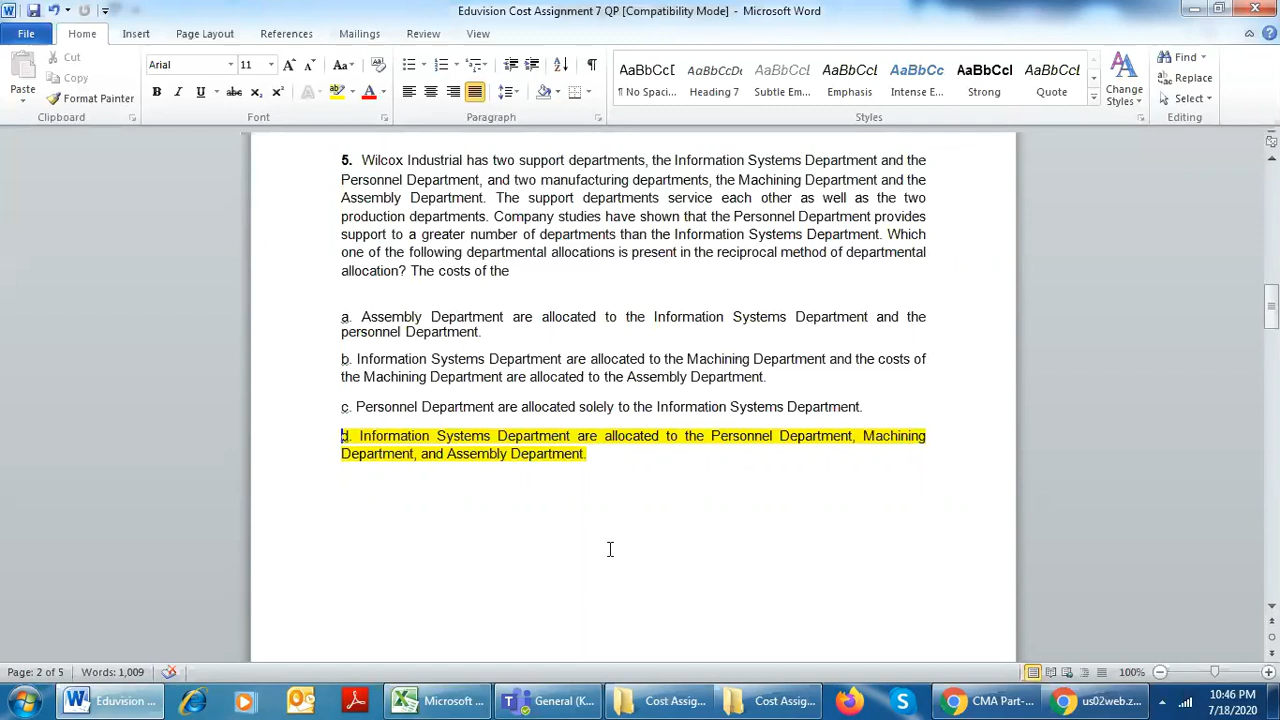 Eduvision Cost Assignment 7 QP [Compatibility Mode] - Microsoft Word
File Home Insert Page Layout References Mailings Review View
Cut
Copy
Format Painter
Paste
Clipboard
Arial 11
Font
Paragraph
AaBbCcD AaBbCcDc AaBbCcD AaBbCcI AaBbCc AaBbCc AaBbCcI
¶ No Spaci... Heading 7 Subtle Em... Emphasis Intense E... Strong Quote
Styles
Change
Styles
Find
Replace
Select
Editing
5. Wilcox Industrial has two support departments, the Information Systems Department and the
Personnel Department, and two manufacturing departments, the Machining Department and the
Assembly Department. The support departments service each other as well as the two
production departments. Company studies have shown that the Personnel Department provides
support to a greater number of departments than the Information Systems Department. Which
one of the following departmental allocations is present in the reciprocal method of departmental
allocation? The costs of the
a. Assembly Department are allocated to the Information Systems Department and the
personnel Department.
b. Information Systems Department are allocated to the Machining Department and the costs of
the Machining Department are allocated to the Assembly Department.
c. Personnel Department are allocated solely to the Information Systems Department.
d. Information Systems Department are allocated to the Personnel Department, Machining
Department, and Assembly Department.
Page: 2 of 5 Words: 1,009 100%
Eduvision ... Microsoft ... General (K... Cost Assig... Cost Assig... CMA Part-... us02web.z...
10:46 PM
7/18/2020